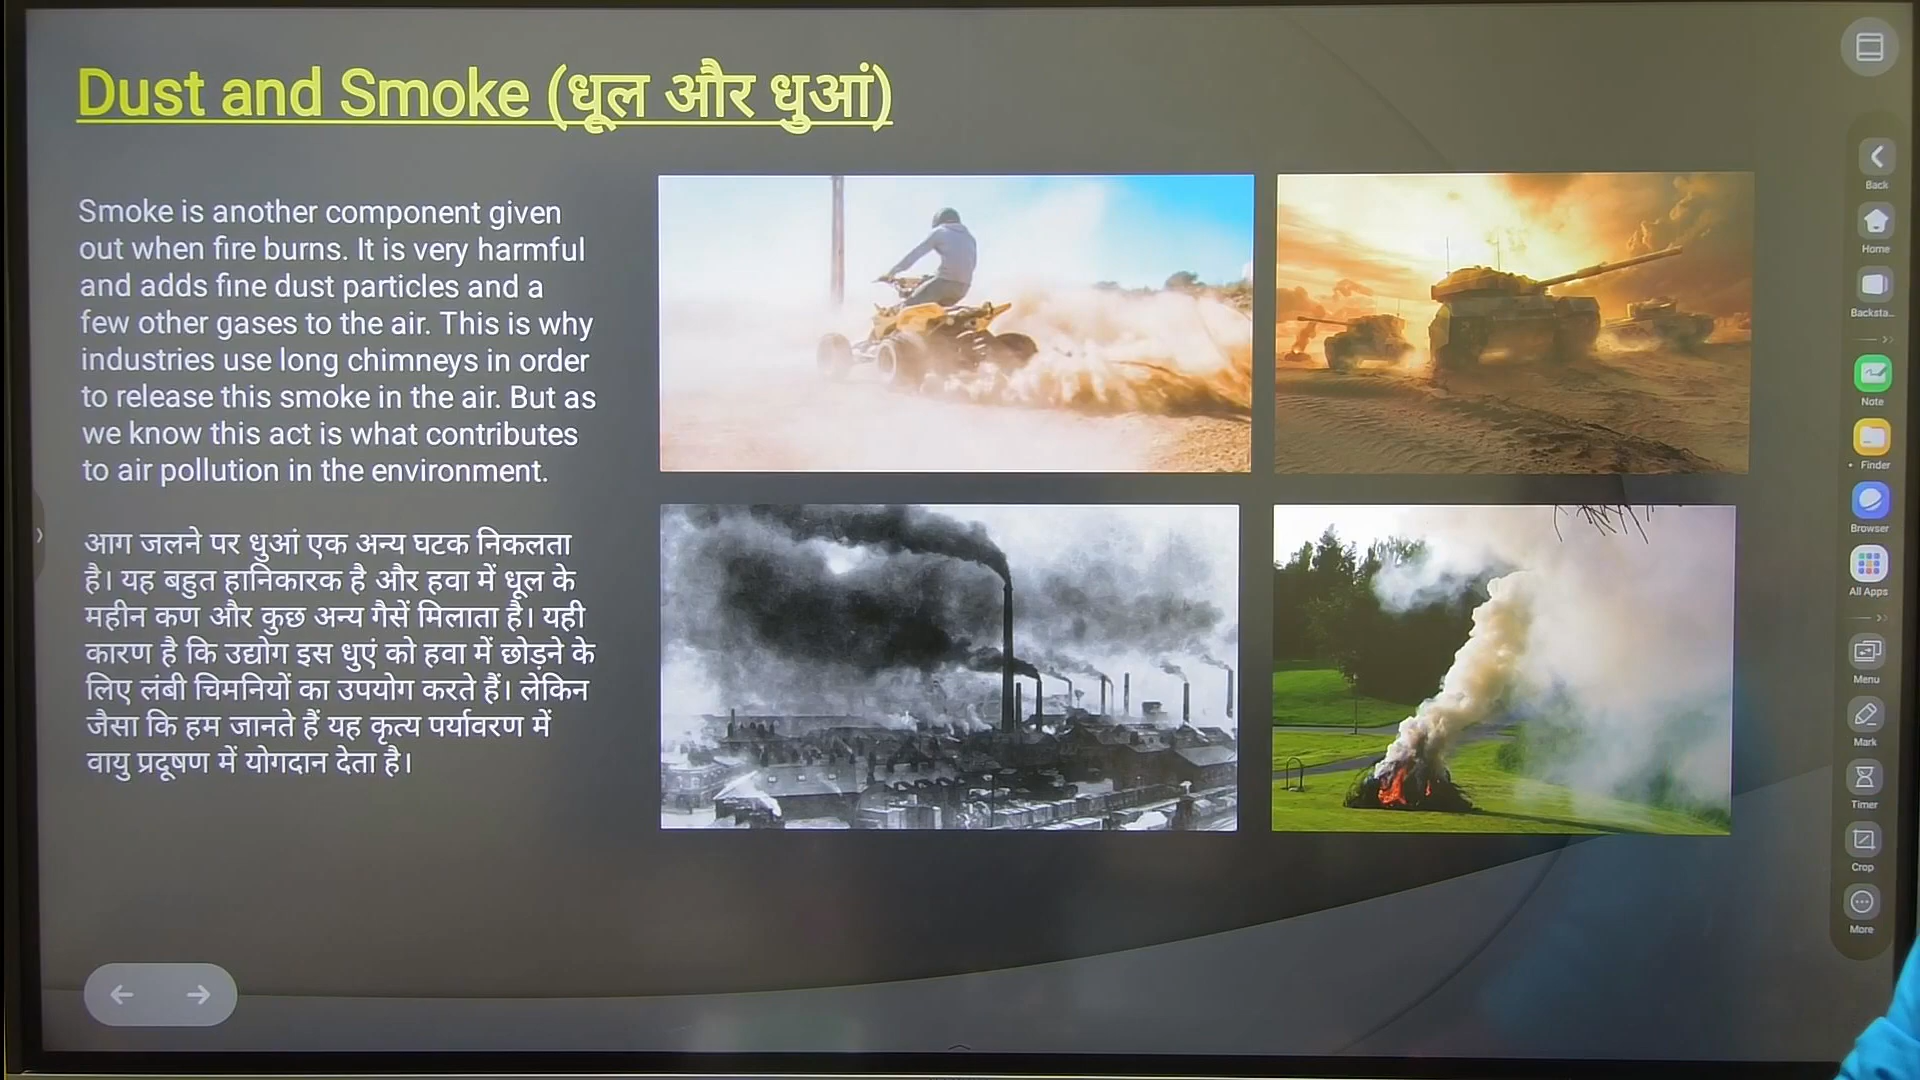 Dust and Smoke (धूल और धुआं)
Smoke is another component given
out when fire burns. It is very harmful
and adds fine dust particles and a
few other gases to the air. This is why
industries use long chimneys in order
to release this smoke in the air. But as
we know this act is what contributes
to air pollution in the environment.
आग जलने पर धुआं एक अन्य घटक निकलता
है। यह बहुत हानिकारक है और हवा में धूल के
महीन कण और कुछ अन्य गैसें मिलाता है। यही
कारण है कि उद्योग इस धुएं को हवा में छोड़ने के
लिए लंबी चिमनियों का उपयोग करते हैं। लेकिन
जैसा कि हम जानते हैं यह कृत्य पर्यावरण में
वायु प्रदूषण में योगदान देता है।
Back
Home
Backsta...
Note
Finder
Browser
All Apps
Menu
Mark
Timer
Crop
More